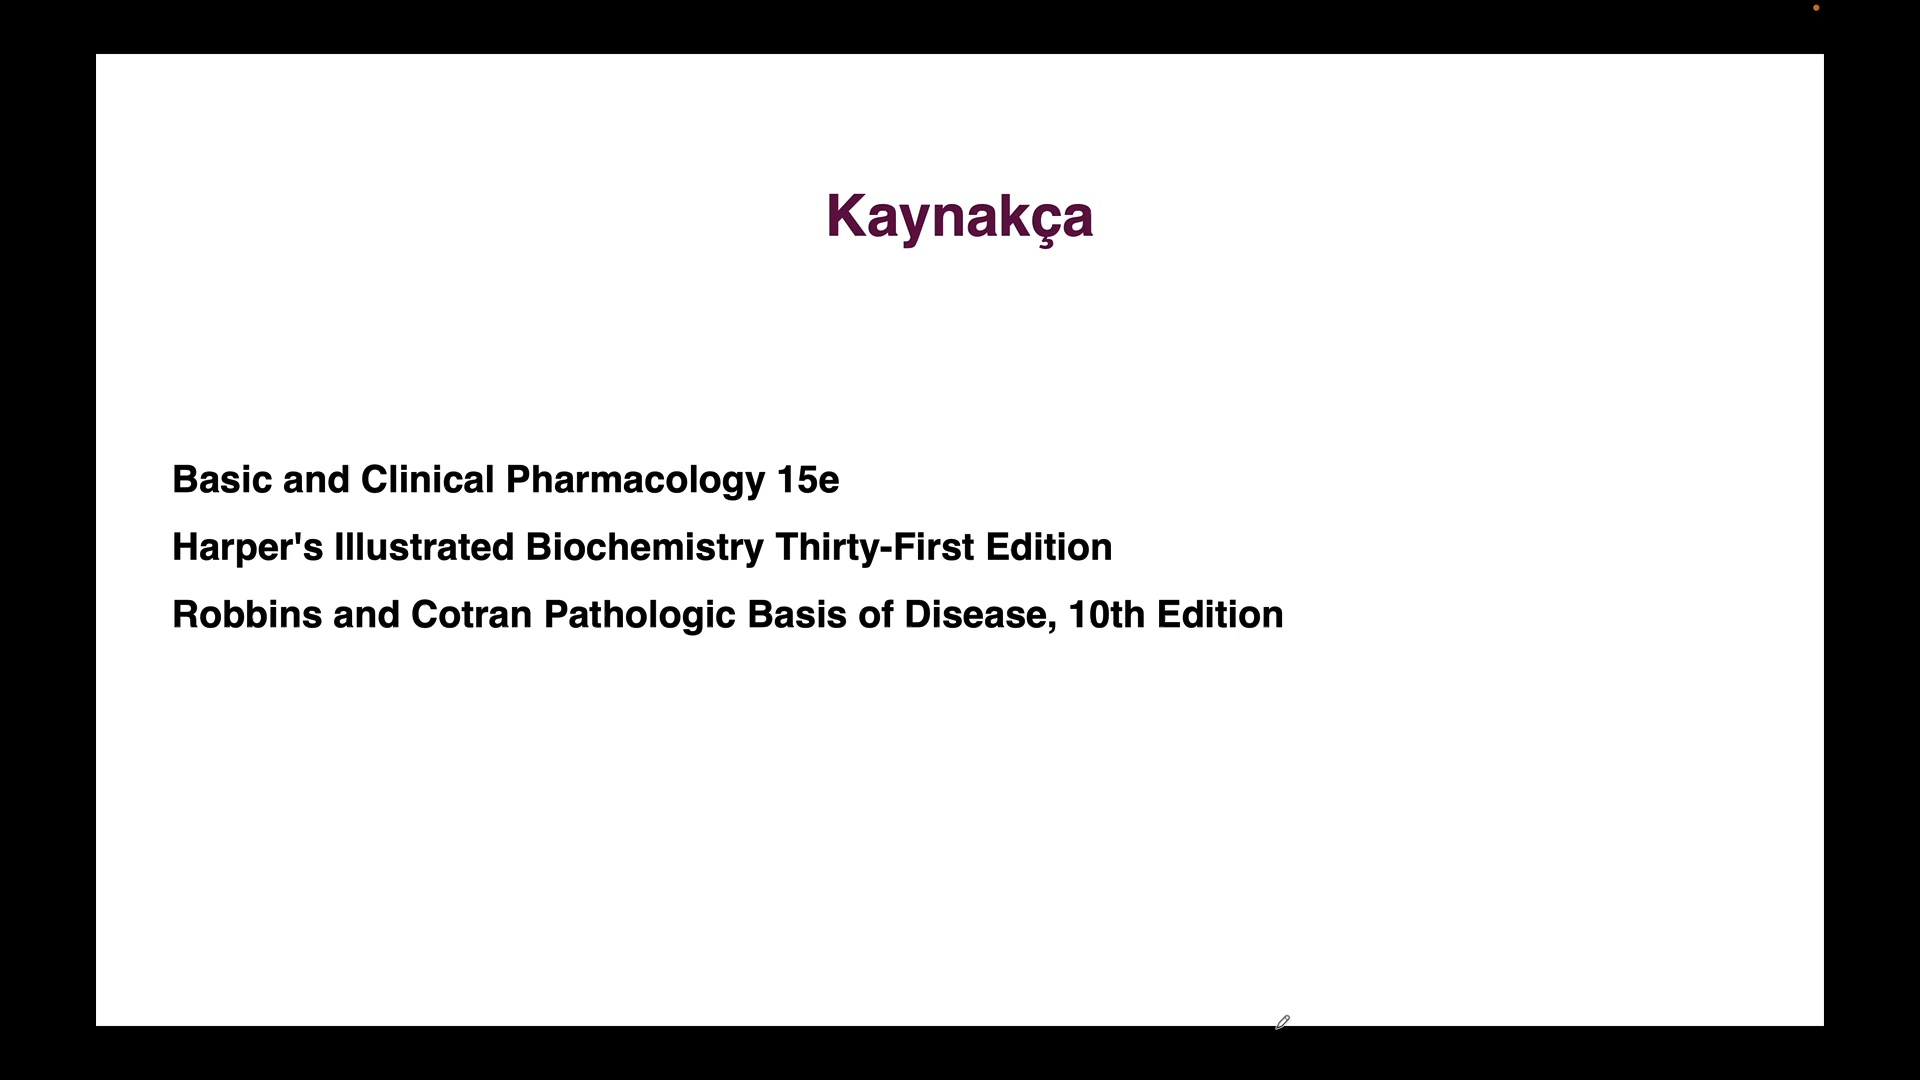 Kaynakça
Basic and Clinical Pharmacology 15e
Harper's Illustrated Biochemistry Thirty-First Edition
Robbins and Cotran Pathologic Basis of Disease, 10th Edition